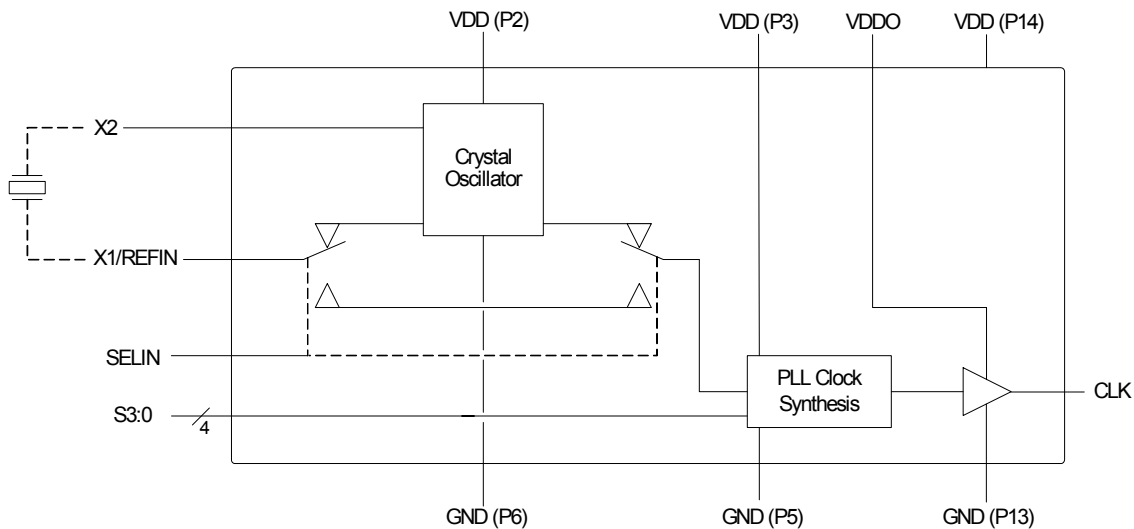 VDD (P2)
VDD (P3)
VDDO
VDD (P14)
X2
Crystal
Oscillator
X1/REFIN
SELIN
PLL Clock
Synthesis
CLK
S3:0
4
GND (P6)
GND (P5)
GND (P13)